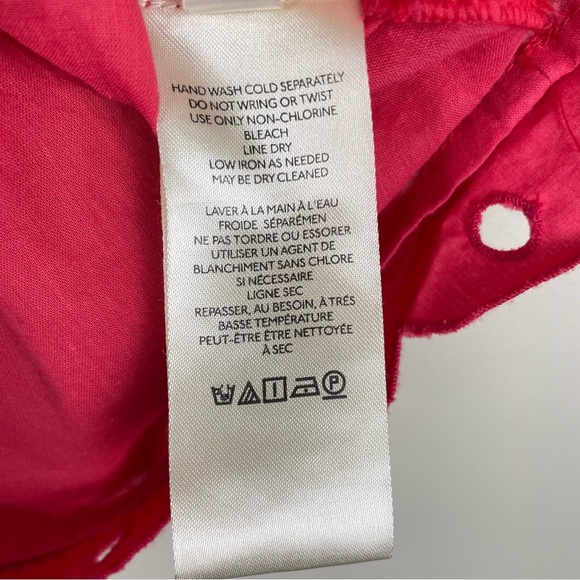 HAND WASH COLD SEPARATELY
DO NOT WRING OR TWIST
USE ONLY NON-CHLORINE
BLEACH
LINE DRY
LOW IRON AS NEEDED
MAY BE DRY CLEANED
LAVER À LA MAIN À L'EAU
FROIDE SÉPARÉMEN
NE PAS TORDRE OU ESSORER
UTILISER UN AGENT DE
BLANCHIMENT SANS CHLORE
SI NÉCESSAIRE
LIGNE SEC
REPASSER, AU BESOIN, À TRÉS
BASSE TEMPÉRATURE
PEUT-ÊTRE ÊTRE NETTOYÉE
À SEC
P